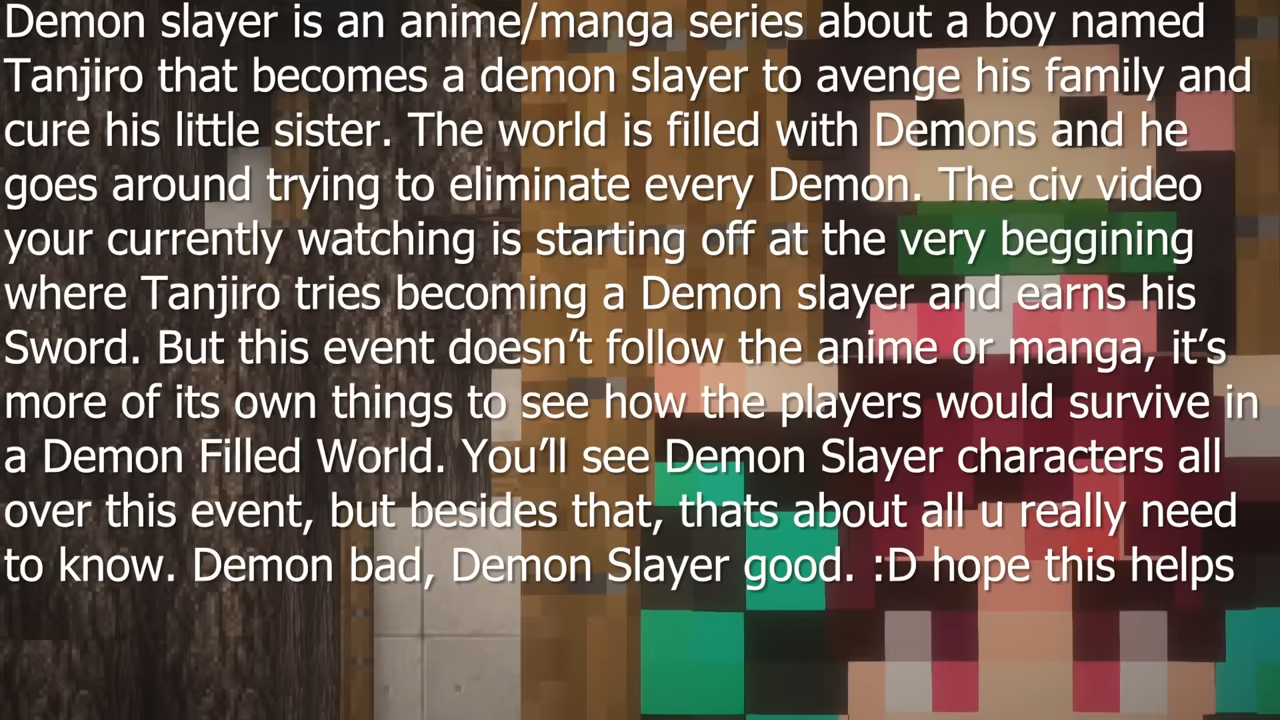 Demon slayer is an anime/manga series about a boy named
Tanjiro that becomes a demon slayer to avenge his family and
cure his little sister. The world is filled with Demons and he
goes around trying to eliminate every Demon. The civ video
your currently watching is starting off at the very beggining
where Tanjiro tries becoming a Demon slayer and earns his
Sword. But this event doesn’t follow the anime or manga, it’s
more of its own things to see how the players would survive in
a Demon Filled World. You’ll see Demon Slayer characters all
over this event, but besides that, thats about all u really need
to know. Demon bad, Demon Slayer good. :D hope this helps